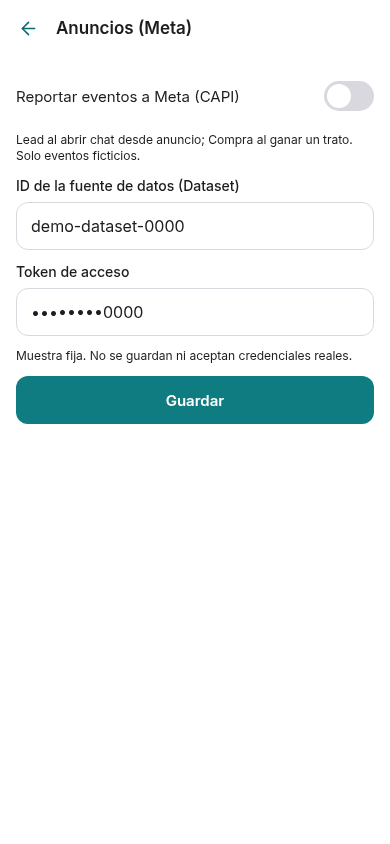 Anuncios (Meta)
Reportar eventos a Meta (CAPI)
Lead al abrir chat desde anuncio; Compra al ganar un trato.
Solo eventos ficticios.
ID de la fuente de datos (Dataset)
demo-dataset-0000
Token de acceso
••••••••0000
Muestra fija. No se guardan ni aceptan credenciales reales.
Guardar